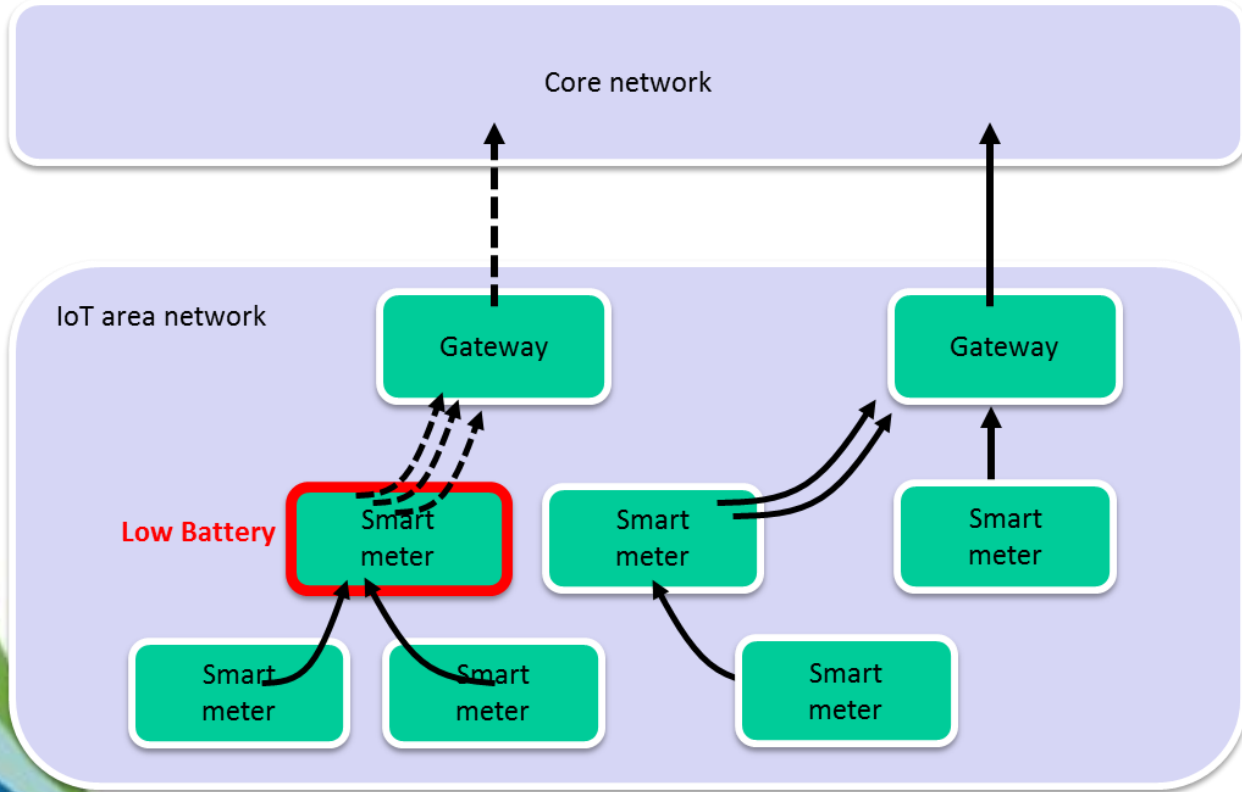 Core network
IoT area network
Gateway
Gateway
Low Battery
Smart
meter
Smart
meter
Smart
meter
Smart
meter
Smart
meter
Smart
meter